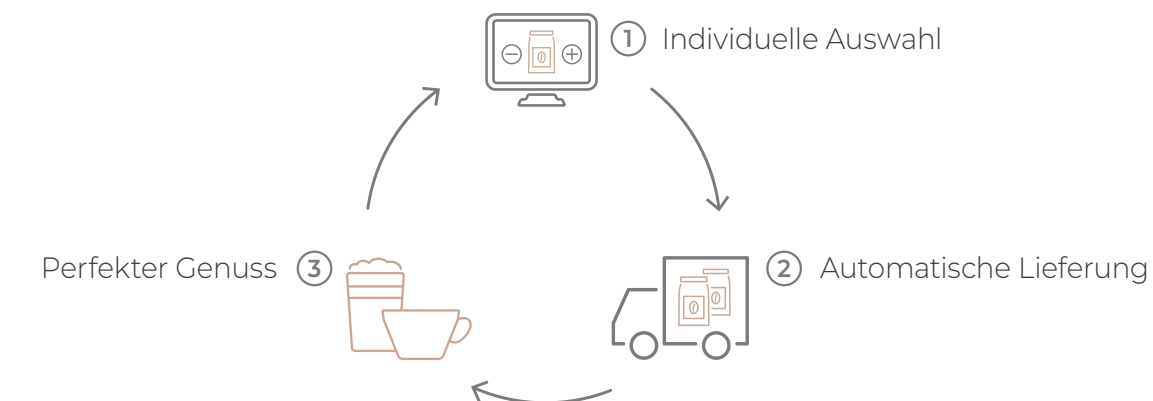 1 Individuelle Auswahl
Perfekter Genuss 3
2 Automatische Lieferung